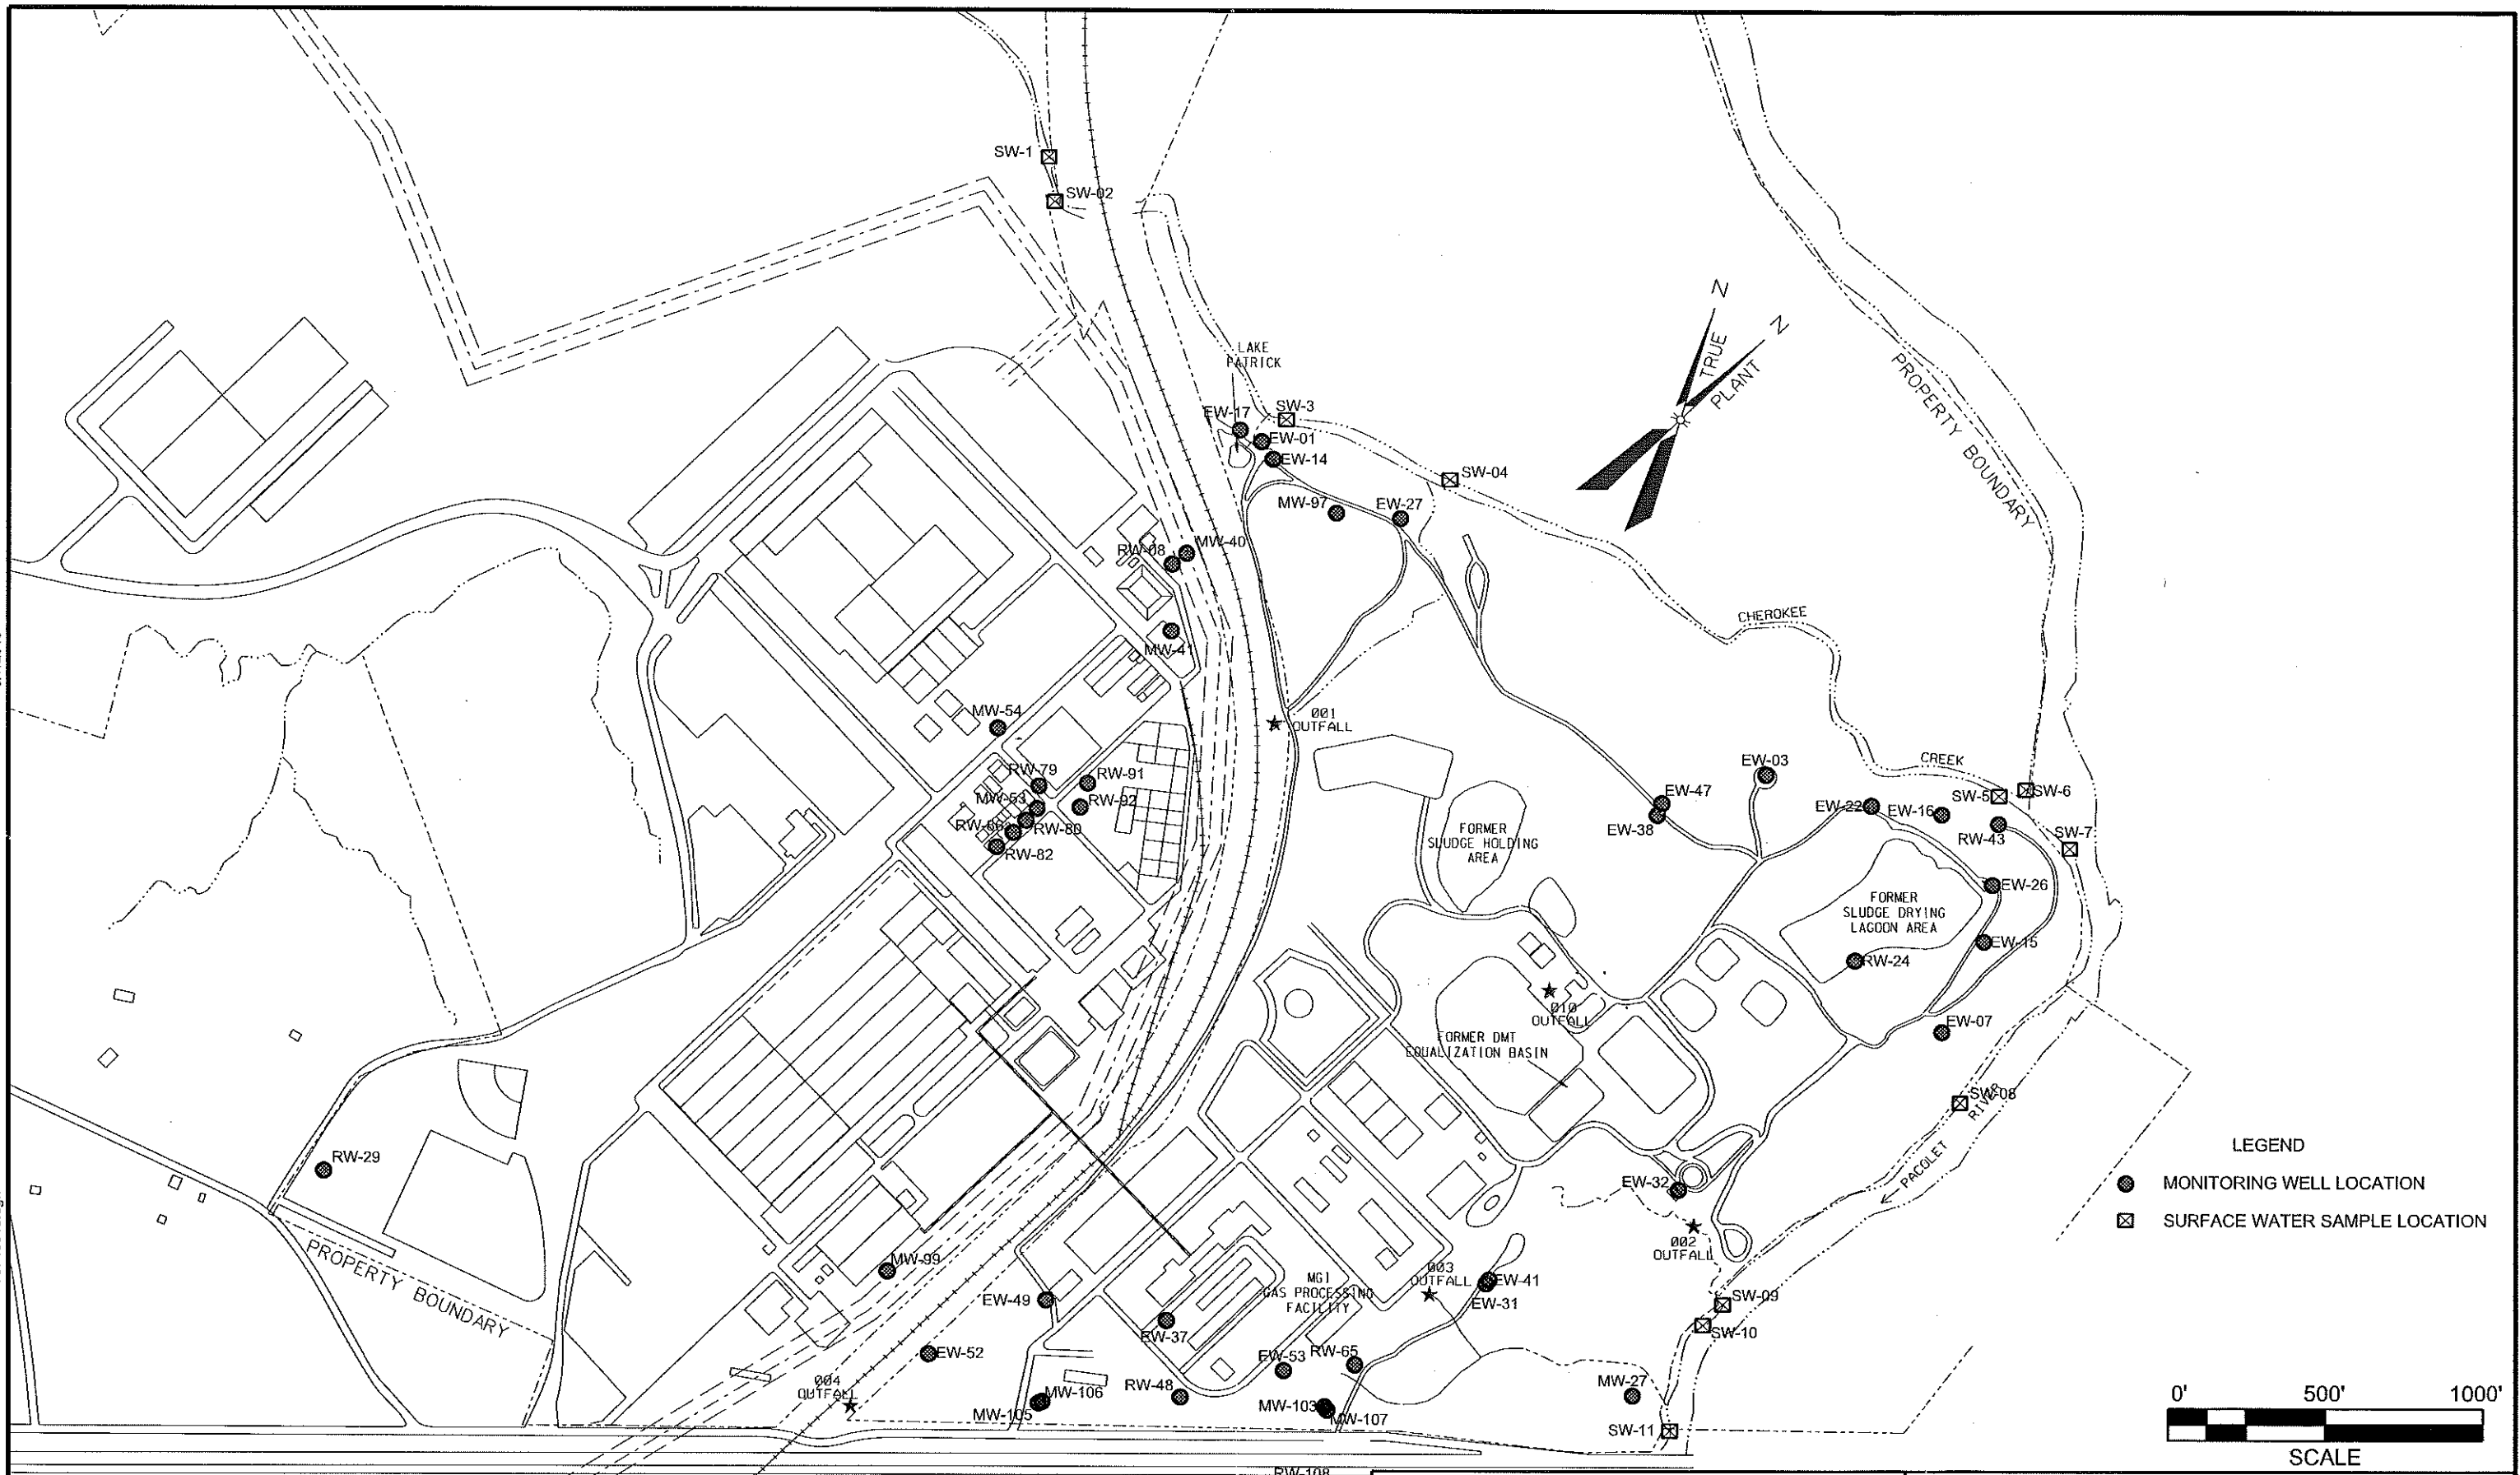 SW-1
SW-02
N
N
TRUE
PLANT
LAKE
PATRICK
PROPERTY BOUNDARY
EW-17
SW-3
EW-01
EW-14
SW-04
MW-97
EW-27
RW-08
MW-40
MW-41
CHEROKEE
MW-54
001
OUTFALL
RW-79
RW-91
MW-53
RW-92
RW-80
RW-82
EW-03
CREEK
EW-47
EW-38
EW-22
EW-16
SW-5
SW-6
RW-43
SW-7
FORMER
SLUDGE HOLDING
AREA
EW-26
FORMER
SLUDGE DRYING
LAGOON AREA
EW-15
RW-24
010
OUTFALL
EW-07
FORMER DMT
EQUALIZATION BASIN
SW-08
RIVER
PACOLET
LEGEND
MONITORING WELL LOCATION
SURFACE WATER SAMPLE LOCATION
RW-29
EW-32
002
OUTFALL
PROPERTY BOUNDARY
MW-99
EW-49
MGI
GAS PROCESSING
FACILITY
003
OUTFALL
EW-41
EW-31
SW-09
SW-10
EW-37
EW-52
EW-53
RW-65
004
OUTFALL
MW-106
MW-105
RW-48
MW-103
MW-107
MW-27
SW-11
0' 500' 1000'
SCALE
RW-108